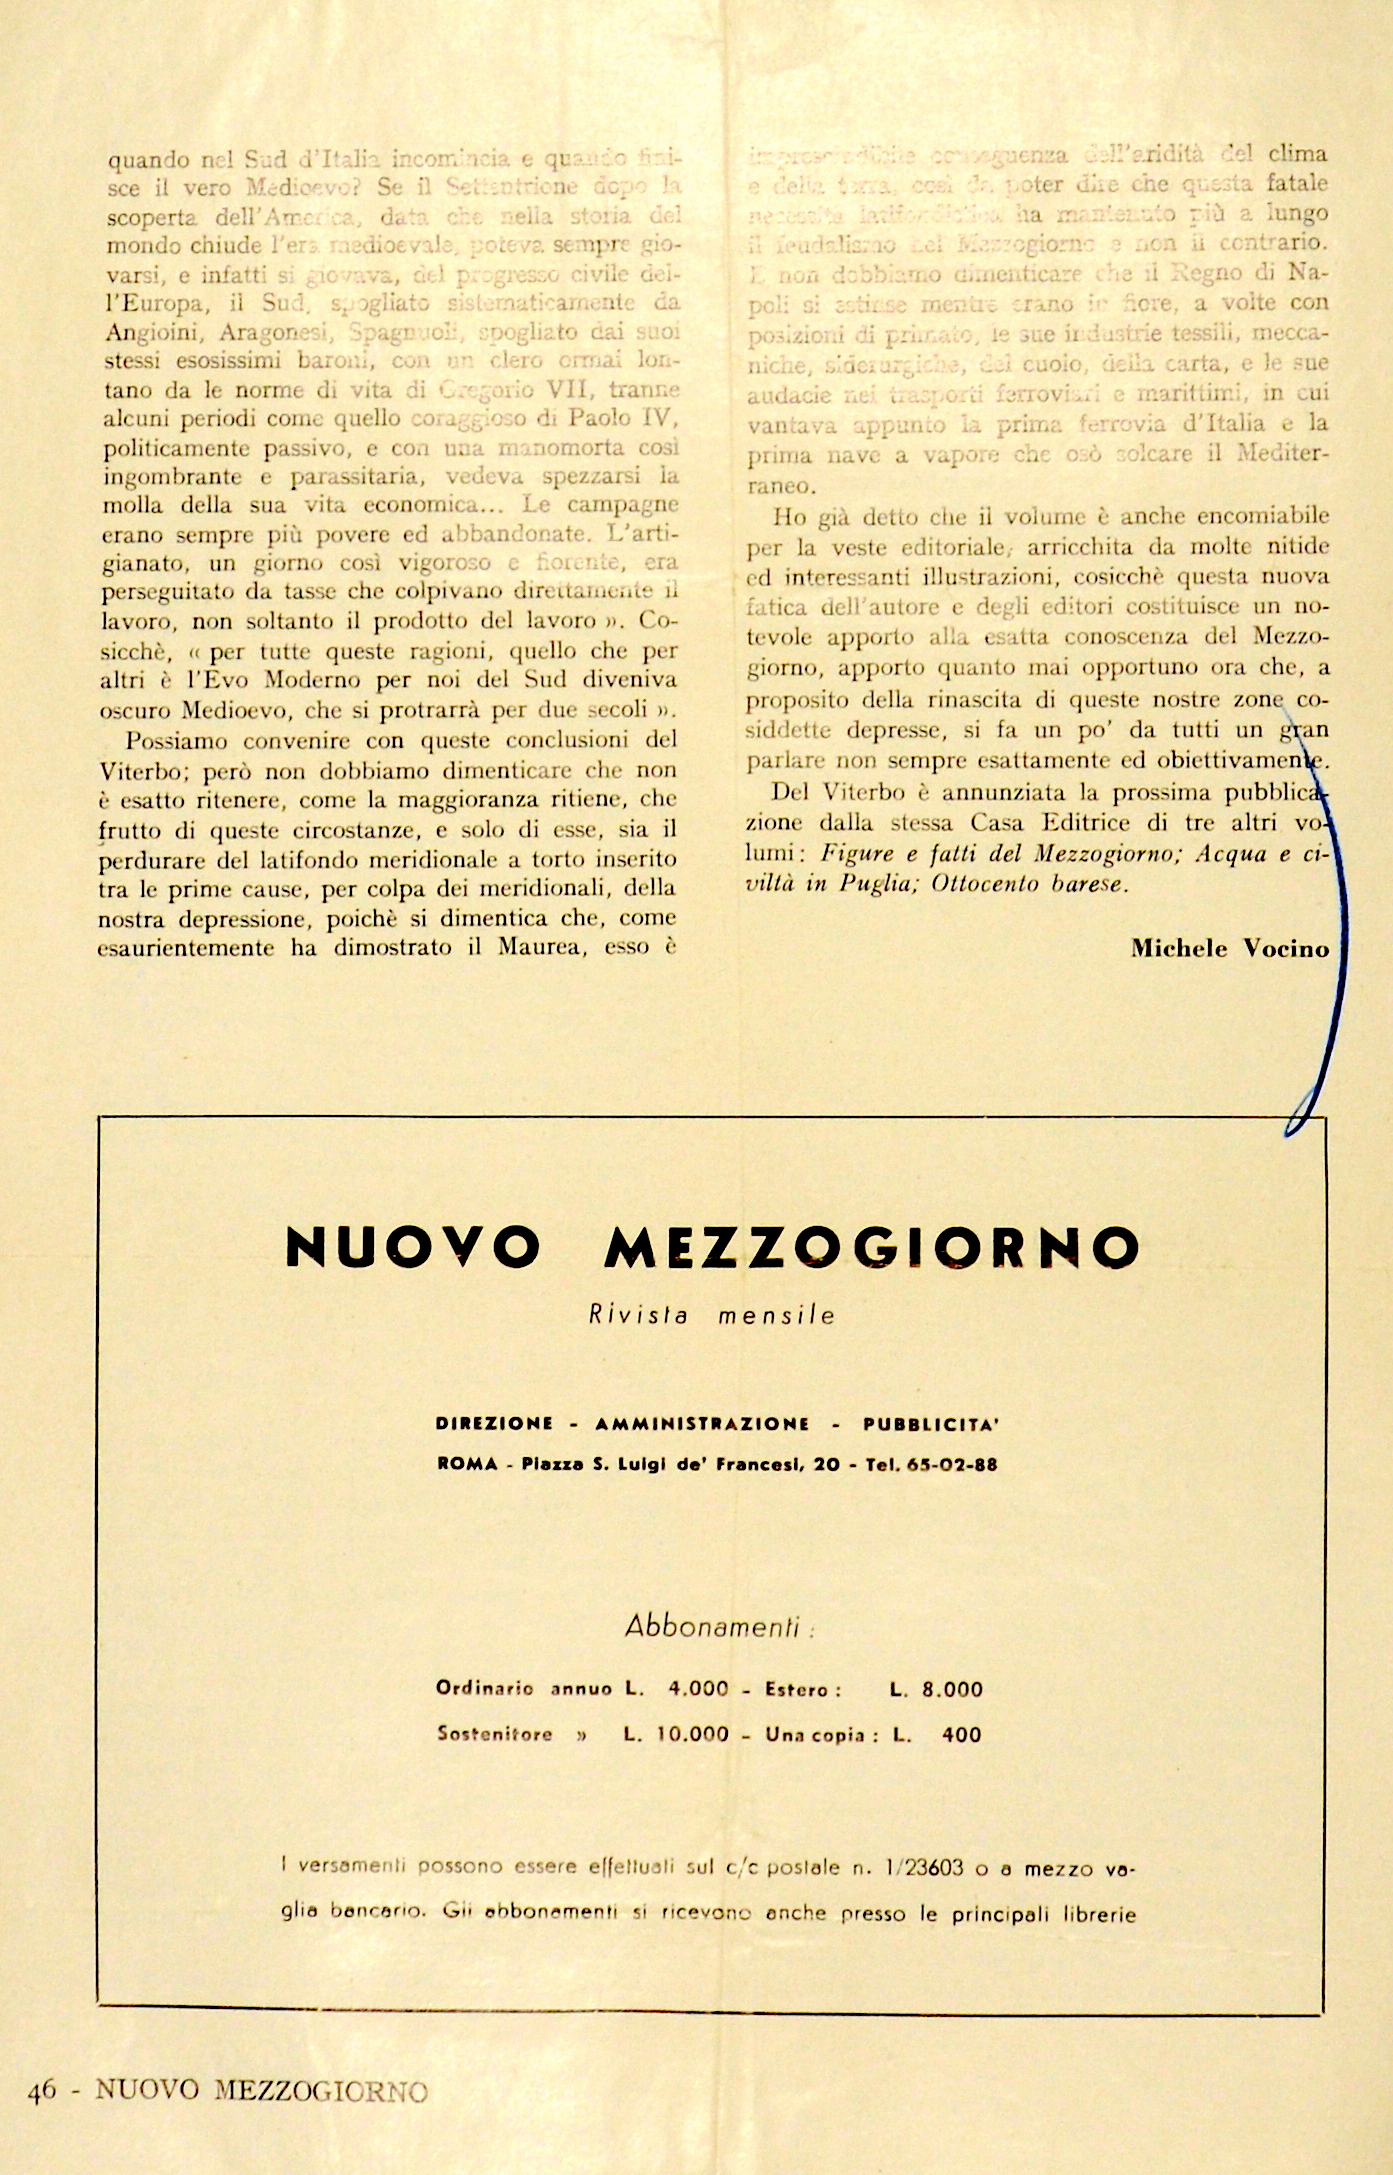 quando nel Sud d'Italia incomincia e quando fini-
sce il vero Medioevo? Se il Settentrione dopo la
scoperta dell'America, data che nella storia del
mondo chiude l'era medioevale, poteva sempre gio-
varsi, e infatti si giovava, del progresso civile del-
l'Europa, il Sud, spogliato sistematicamente da
Angioini, Aragonesi, Spagnuoli, spogliato dai suoi
stessi esosissimi baroni, con un clero ormai lon-
tano da le norme di vita di Gregorio VII, tranne
alcuni periodi come quello coraggioso di Paolo IV,
politicamente passivo, e con una manomorta così
ingombrante e parassitaria, vedeva spezzarsi la
molla della sua vita economica... Le campagne
erano sempre più povere ed abbandonate. L'arti-
gianato, un giorno così vigoroso e fiorente, era
perseguitato da tasse che colpivano direttamente il
lavoro, non soltanto il prodotto del lavoro ». Co-
sicchè, « per tutte queste ragioni, quello che per
altri è l'Evo Moderno per noi del Sud diveniva
oscuro Medioevo, che si protrarrà per due secoli ».
Possiamo convenire con queste conclusioni del
Viterbo; però non dobbiamo dimenticare che non
è esatto ritenere, come la maggioranza ritiene, che
frutto di queste circostanze, e solo di esse, sia il
perdurare del latifondo meridionale a torto inserito
tra le prime cause, per colpa dei meridionali, della
nostra depressione, poichè si dimentica che, come
esaurientemente ha dimostrato il Maurea, esso è
conseguenza dell'aridità del clima
e della terra, così da poter dire che questa fatale
necessità latifondistica ha mantenuto più a lungo
il feudalismo nel Mezzogiorno e non il contrario.
E non dobbiamo dimenticare che il Regno di Na-
poli si estinse mentre erano in fiore, a volte con
posizioni di primato, le sue industrie tessili, mecca-
niche, siderurgiche, del cuoio, della carta, e le sue
audacie nei trasporti ferroviari e marittimi, in cui
vantava appunto la prima ferrovia d'Italia e la
prima nave a vapore che osò solcare il Mediter-
raneo.
Ho già detto che il volume è anche encomiabile
per la veste editoriale, arricchita da molte nitide
ed interessanti illustrazioni, cosicchè questa nuova
fatica dell'autore e degli editori costituisce un no-
tevole apporto alla esatta conoscenza del Mezzo-
giorno, apporto quanto mai opportuno ora che, a
proposito della rinascita di queste nostre zone co-
siddette depresse, si fa un po' da tutti un gran
parlare non sempre esattamente ed obiettivamente.
Del Viterbo è annunziata la prossima pubblica-
zione dalla stessa Casa Editrice di tre altri vo-
lumi: Figure e fatti del Mezzogiorno; Acqua e ci-
viltà in Puglia; Ottocento barese.
Michele Vocino
NUOVO MEZZOGIORNO
Rivista mensile
DIREZIONE - AMMINISTRAZIONE - PUBBLICITA'
ROMA - Piazza S. Luigi de' Francesi, 20 - Tel. 65-02-88
Abbonamenti :
Ordinario annuo L. 4.000 - Estero : L. 8.000
Sostenitore » L. 10.000 - Una copia : L. 400
I versamenti possono essere effettuati sul c/c postale n. 1/23603 o a mezzo va-
glia bancario. Gli abbonamenti si ricevono anche presso le principali librerie
46 - NUOVO MEZZOGIORNO